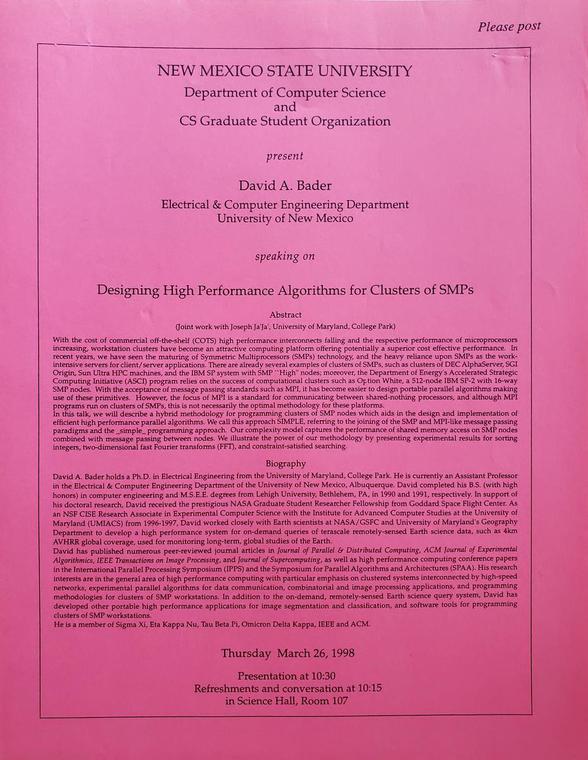 Please post
NEW MEXICO STATE UNIVERSITY
Department of Computer Science
and
CS Graduate Student Organization
present
David A. Bader
Electrical & Computer Engineering Department
University of New Mexico
speaking on
Designing High Performance Algorithms for Clusters of SMPs
Abstract
(Joint work with Joseph Ja'Ja', University of Maryland, College Park)
With the cost of commercial off-the-shelf (COTS) high performance interconnects falling and the respective performance of microprocessors
increasing, workstation clusters have become an attractive computing platform offering potentially a superior cost effective performance. In
recent years, we have seen the maturing of Symmetric Multiprocessors (SMPs) technology, and the heavy reliance upon SMPs as the work-
intensive servers for client/server applications. There are already several examples of clusters of SMPs, such as clusters of DEC AlphaServer, SGI
Origin, Sun Ultra HPC machines, and the IBM SP system with SMP ``High'' nodes; moreover, the Department of Energy's Accelerated Strategic
Computing Initiative (ASCI) program relies on the success of computational clusters such as Option White, a 512-node IBM SP-2 with 16-way
SMP nodes. With the acceptance of message passing standards such as MPI, it has become easier to design portable parallel algorithms making
use of these primitives. However, the focus of MPI is a standard for communicating between shared-nothing processors, and although MPI
programs run on clusters of SMPs, this is not necessarily the optimal methodology for these platforms.
In this talk, we will describe a hybrid methodology for programming clusters of SMP nodes which aids in the design and implementation of
efficient high performance parallel algorithms. We call this approach SIMPLE, referring to the joining of the SMP and MPI-like message passing
paradigms and the _simple_ programming approach. Our complexity model captures the performance of shared memory access on SMP nodes
combined with message passing between nodes. We illustrate the power of our methodology by presenting experimental results for sorting
integers, two-dimensional fast Fourier transforms (FFT), and constraint-satisfied searching.
Biography
David A. Bader holds a Ph.D. in Electrical Engineering from the University of Maryland, College Park. He is currently an Assistant Professor
in the Electrical & Computer Engineering Department of the University of New Mexico, Albuquerque. David completed his B.S. (with high
honors) in computer engineering and M.S.E.E. degrees from Lehigh University, Bethlehem, PA, in 1990 and 1991, respectively. In support of
his doctoral research, David received the prestigious NASA Graduate Student Researcher Fellowship from Goddard Space Flight Center. As
an NSF CISE Research Associate in Experimental Computer Science with the Institute for Advanced Computer Studies at the University of
Maryland (UMIACS) from 1996-1997, David worked closely with Earth scientists at NASA/GSFC and University of Maryland's Geography
Department to develop a high performance system for on-demand queries of terascale remotely-sensed Earth science data, such as 4km
AVHRR global coverage, used for monitoring long-term, global studies of the Earth.
David has published numerous peer-reviewed journal articles in Journal of Parallel & Distributed Computing, ACM Journal of Experimental
Algorithmics, IEEE Transactions on Image Processing, and Journal of Supercomputing, as well as high performance computing conference papers
in the International Parallel Processing Symposium (IPPS) and the Symposium for Parallel Algorithms and Architectures (SPAA). His research
interests are in the general area of high performance computing with particular emphasis on clustered systems interconnected by high-speed
networks, experimental parallel algorithms for data communication, combinatorial and image processing applications, and programming
methodologies for clusters of SMP workstations. In addition to the on-demand, remotely-sensed Earth science query system, David has
developed other portable high performance applications for image segmentation and classification, and software tools for programming
clusters of SMP workstations.
He is a member of Sigma Xi, Eta Kappa Nu, Tau Beta Pi, Omicron Delta Kappa, IEEE and ACM.
Thursday March 26, 1998
Presentation at 10:30
Refreshments and conversation at 10:15
in Science Hall, Room 107